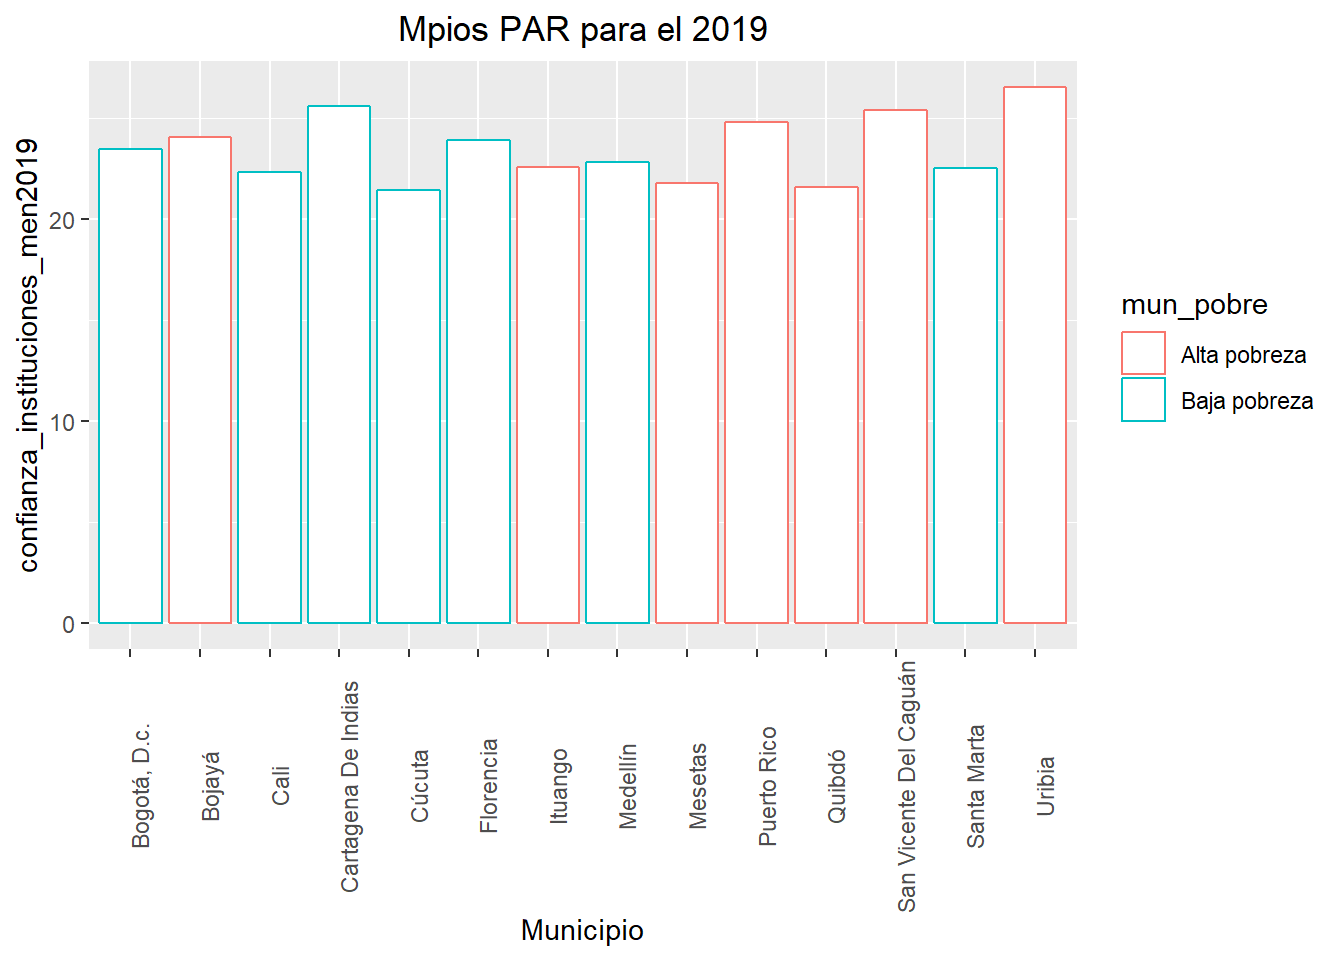 Mpios PAR para el 2019
confianza_instituciones_men2019
20
10
0
Bogotá, D.c.
Bojayá
Cali
Cartagena De Indias
Cúcuta
Florencia
Ituango
Medellín
Mesetas
Puerto Rico
Quibdó
San Vicente Del Caguán
Santa Marta
Uribia
Municipio
mun_pobre
Alta pobreza
Baja pobreza